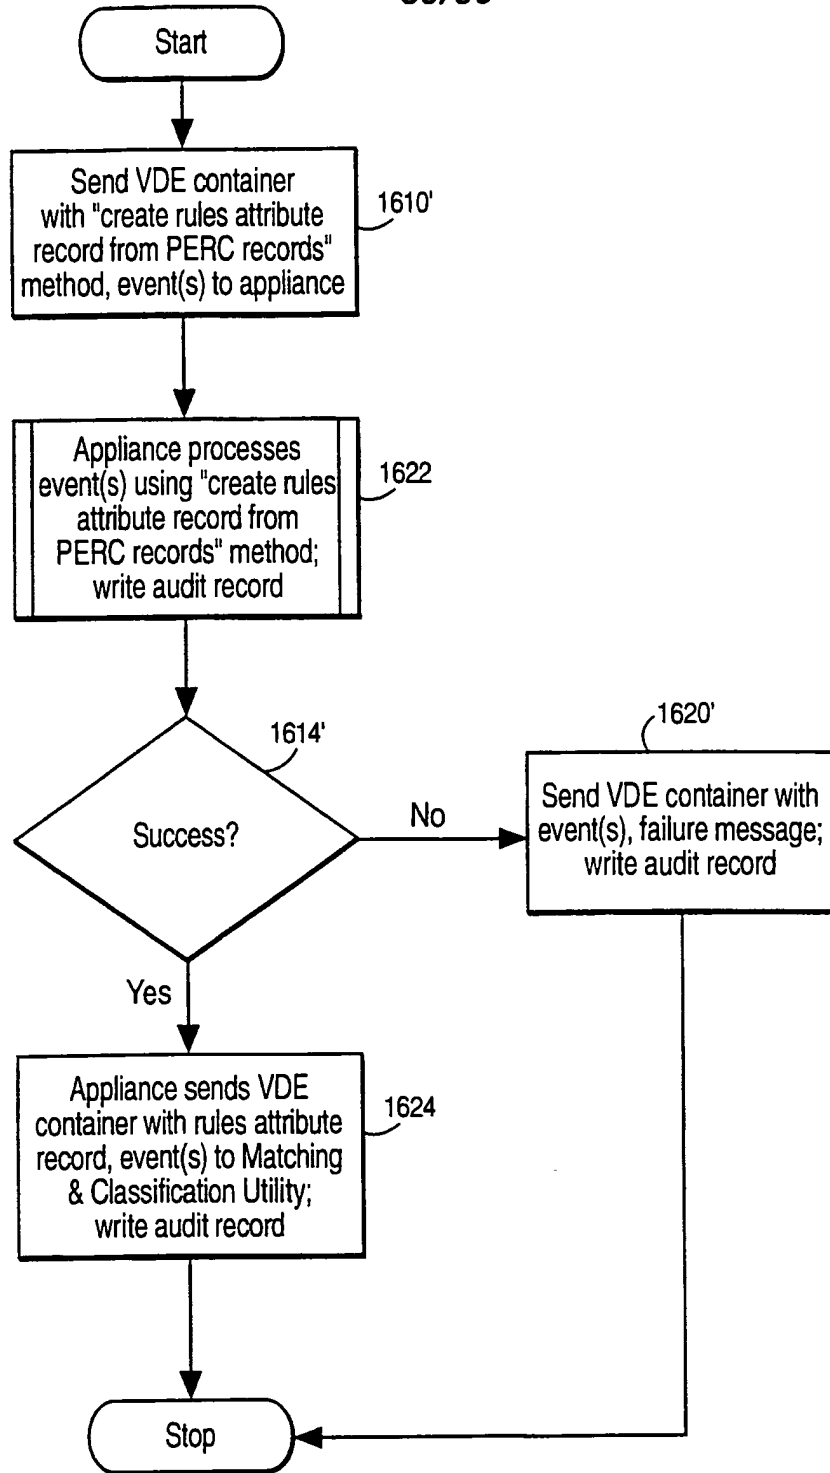 Start
Send VDE container
with "create rules attribute
record from PERC records"
method, event(s) to appliance
1610'
Appliance processes
event(s) using "create rules
attribute record from
PERC records" method;
write audit record
1622
1614'
Success?
No
1620'
Send VDE container with
event(s), failure message;
write audit record
Yes
Appliance sends VDE
container with rules attribute
record, event(s) to Matching
& Classification Utility;
write audit record
1624
Stop